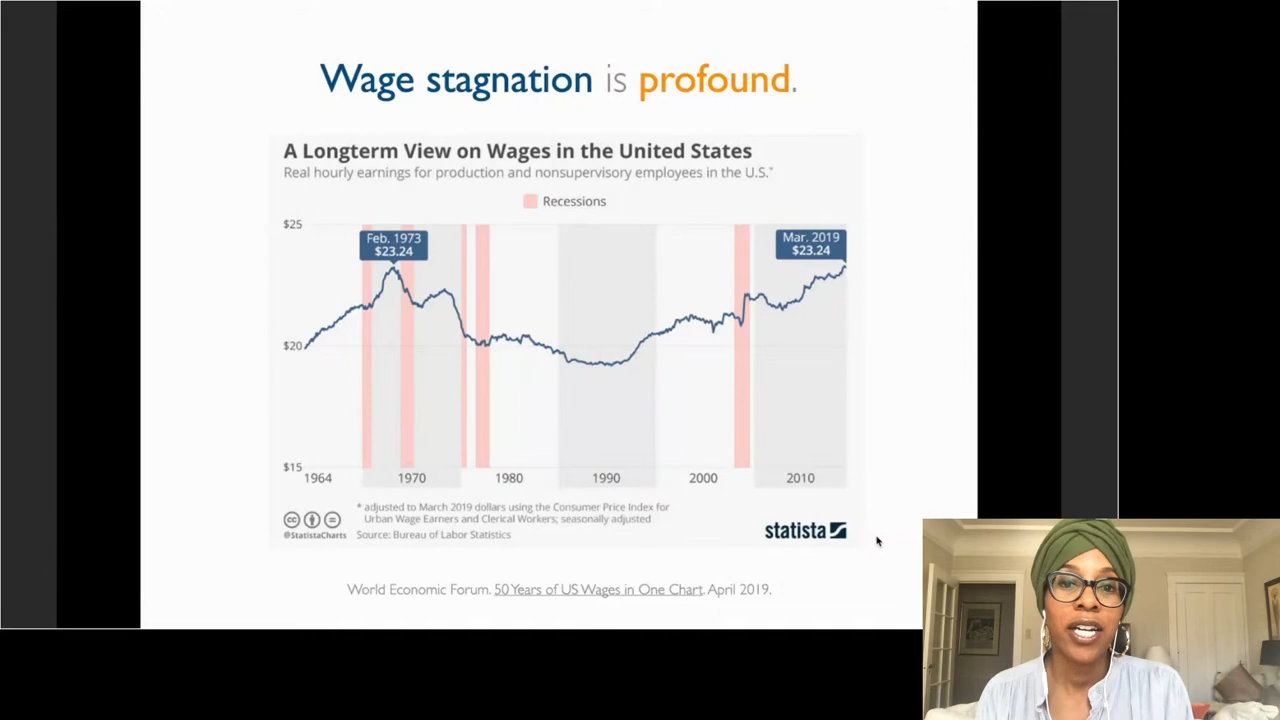 Wage stagnation is profound.
A Longterm View on Wages in the United States
Real hourly earnings for production and nonsupervisory employees in the U.S.*
Recessions
$25
Feb. 1973
$23.24
Mar. 2019
$23.24
$20
$15
1964
1970
1980
1990
2000
2010
* adjusted to March 2019 dollars using the Consumer Price Index for
Urban Wage Earners and Clerical Workers; seasonally adjusted
@StatistaCharts
Source: Bureau of Labor Statistics
statista
World Economic Forum. 50 Years of US Wages in One Chart. April 2019.